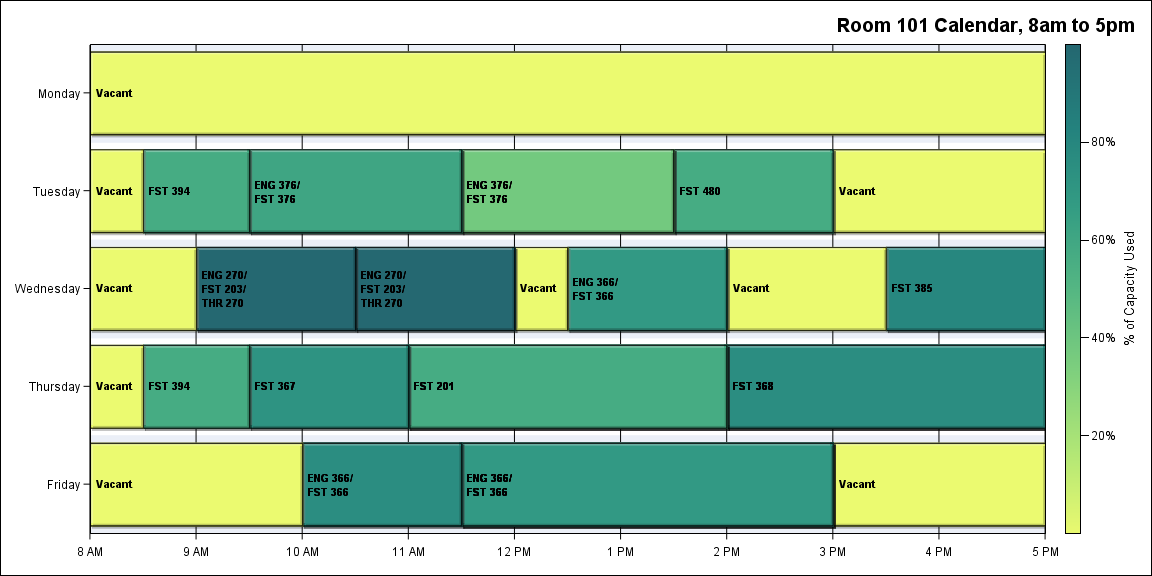 Room 101 Calendar, 8am to 5pm
Monday
Vacant
Tuesday
Vacant
FST 394
ENG 376/
FST 376
ENG 376/
FST 376
FST 480
Vacant
Wednesday
Vacant
ENG 270/
FST 203/
THR 270
ENG 270/
FST 203/
THR 270
Vacant
ENG 366/
FST 366
Vacant
FST 385
Thursday
Vacant
FST 394
FST 367
FST 201
FST 368
Friday
Vacant
ENG 366/
FST 366
ENG 366/
FST 366
Vacant
8 AM
9 AM
10 AM
11 AM
12 PM
1 PM
2 PM
3 PM
4 PM
5 PM
80%
60%
40%
20%
% of Capacity Used